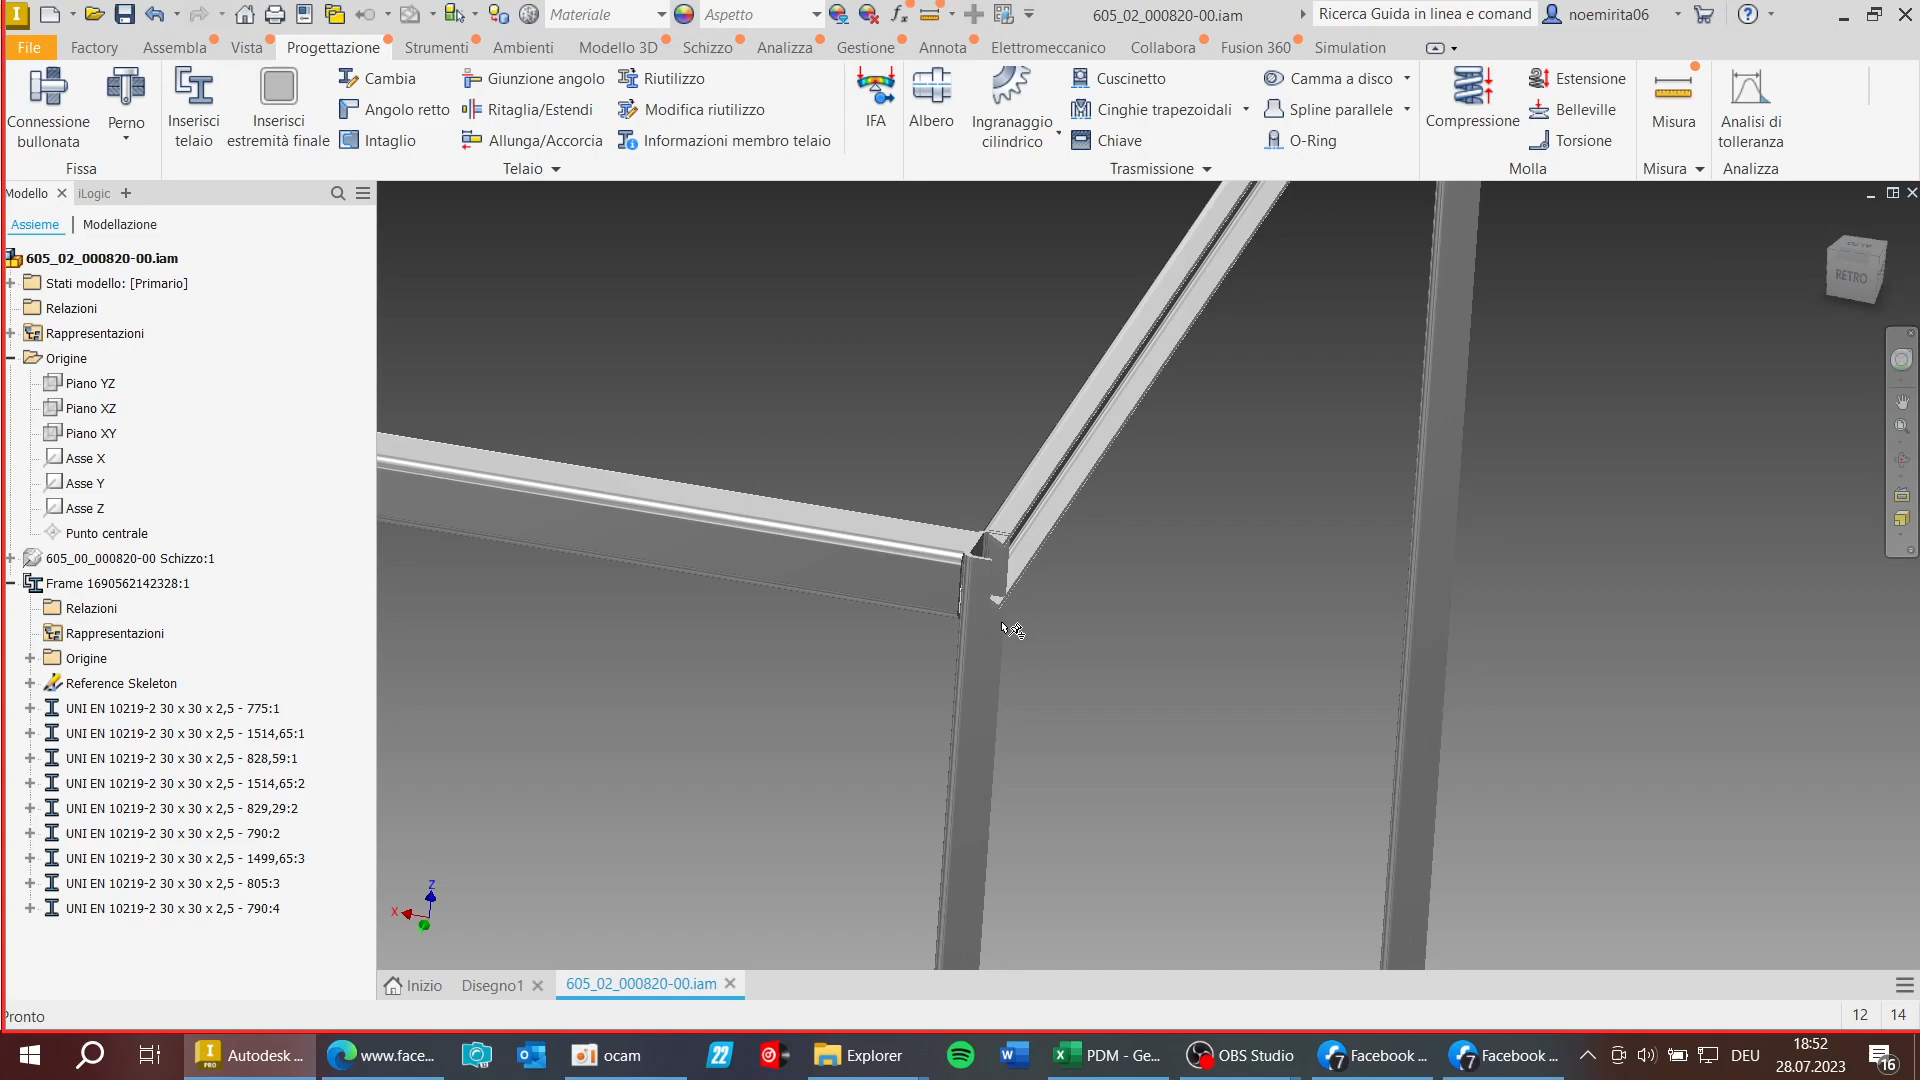 Materiale
Aspetto
605_02_000820-00.iam
Ricerca Guida in linea e comand
noemirita06
File
Factory
Assembla
Vista
Progettazione
Strumenti
Ambienti
Modello 3D
Schizzo
Analizza
Gestione
Annota
Elettromeccanico
Collabora
Fusion 360
Simulation
Connessione bullonata
Perno
Fissa
Inserisci telaio
Inserisci estremità finale
Cambia
Angolo retto
Intaglio
Giunzione angolo
Ritaglia/Estendi
Allunga/Accorcia
Riutilizzo
Modifica riutilizzo
Informazioni membro telaio
Telaio
IFA
Albero
Ingranaggio cilindrico
Cuscinetto
Cinghie trapezoidali
Chiave
Camma a disco
Spline parallele
O-Ring
Trasmissione
Compressione
Estensione
Belleville
Torsione
Molla
Misura
Misura
Analisi di tolleranza
Analizza
Modello
iLogic
Assieme
Modellazione
605_02_000820-00.iam
Stati modello: [Primario]
Relazioni
Rappresentazioni
Origine
Piano YZ
Piano XZ
Piano XY
Asse X
Asse Y
Asse Z
Punto centrale
605_00_000820-00 Schizzo:1
Frame 1690562142328:1
Relazioni
Rappresentazioni
Origine
Reference Skeleton
UNI EN 10219-2 30 x 30 x 2,5 - 775:1
UNI EN 10219-2 30 x 30 x 2,5 - 1514,65:1
UNI EN 10219-2 30 x 30 x 2,5 - 828,59:1
UNI EN 10219-2 30 x 30 x 2,5 - 1514,65:2
UNI EN 10219-2 30 x 30 x 2,5 - 829,29:2
UNI EN 10219-2 30 x 30 x 2,5 - 790:2
UNI EN 10219-2 30 x 30 x 2,5 - 1499,65:3
UNI EN 10219-2 30 x 30 x 2,5 - 805:3
UNI EN 10219-2 30 x 30 x 2,5 - 790:4
RETRO
Z
X
Inizio
Disegno1
605_02_000820-00.iam
Pronto
12
14
Autodesk ...
www.face...
ocam
22
Explorer
PDM - Ge...
OBS Studio
Facebook ...
Facebook ...
DEU
18:52
28.07.2023
16